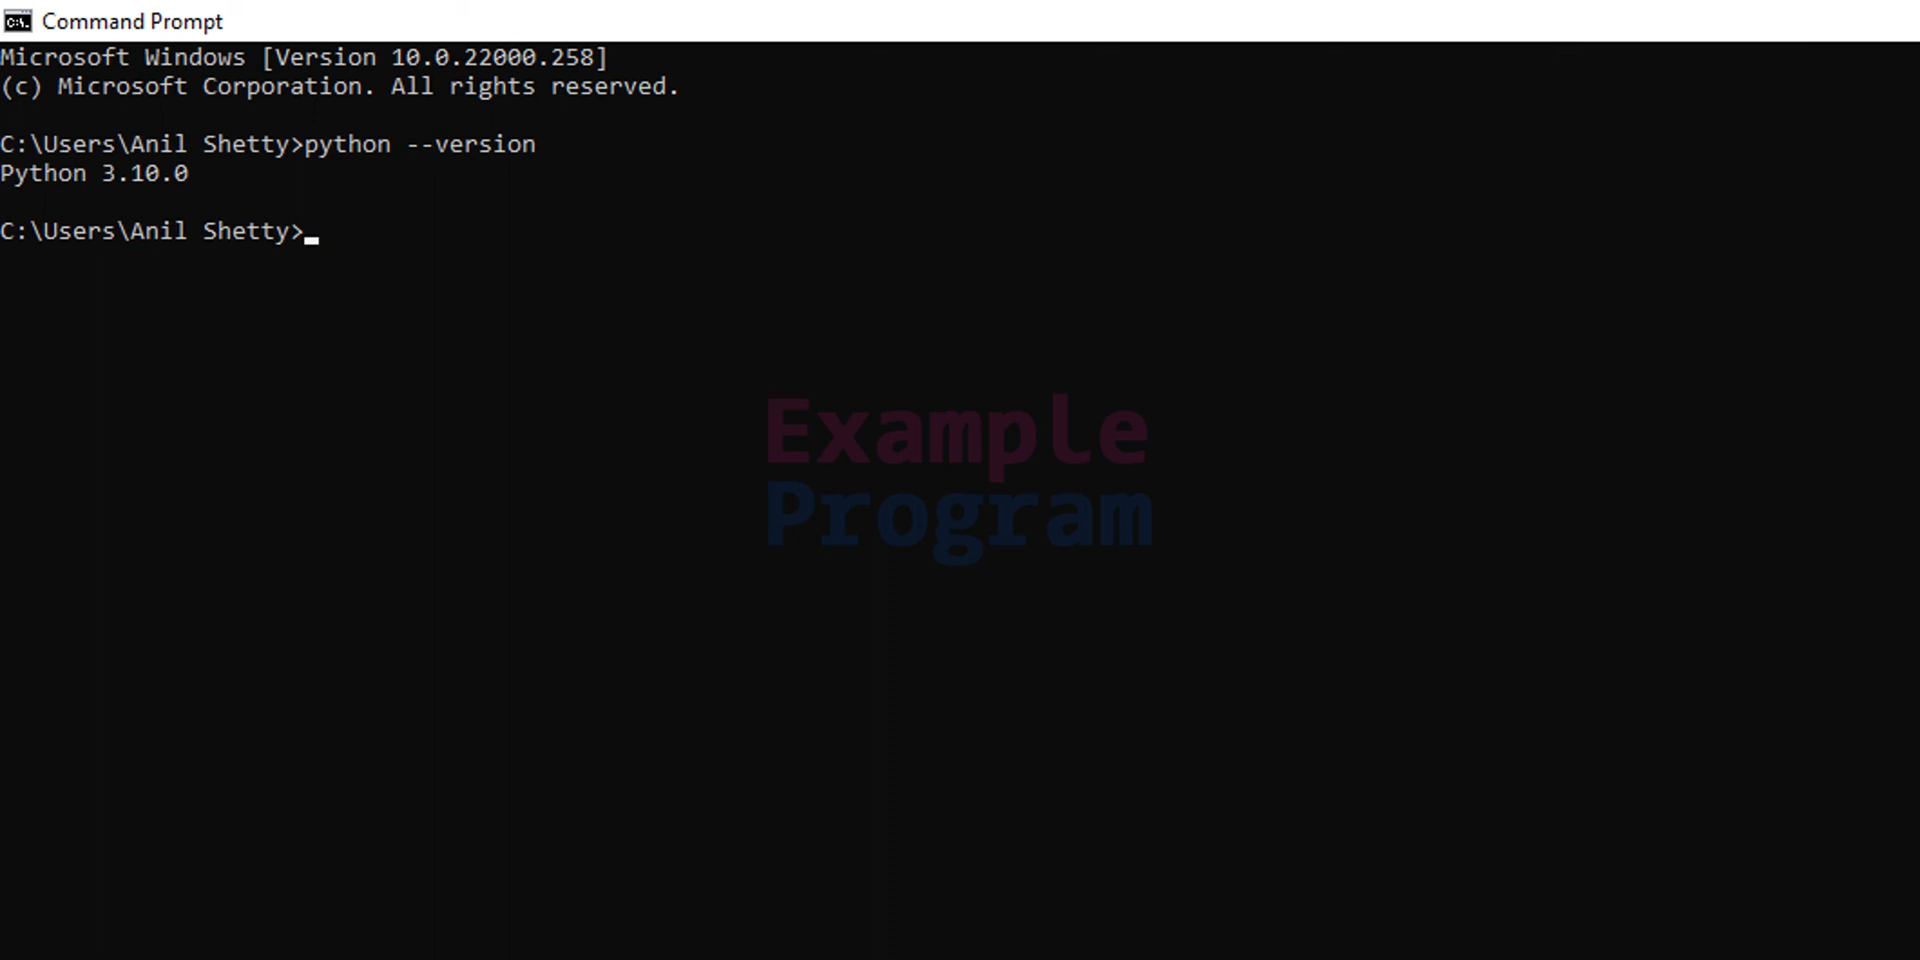 Command Prompt
Microsoft Windows [Version 10.0.22000.258]
(c) Microsoft Corporation. All rights reserved.
C:\Users\Anil Shetty>python --version
Python 3.10.0
C:\Users\Anil Shetty>
Example
Program